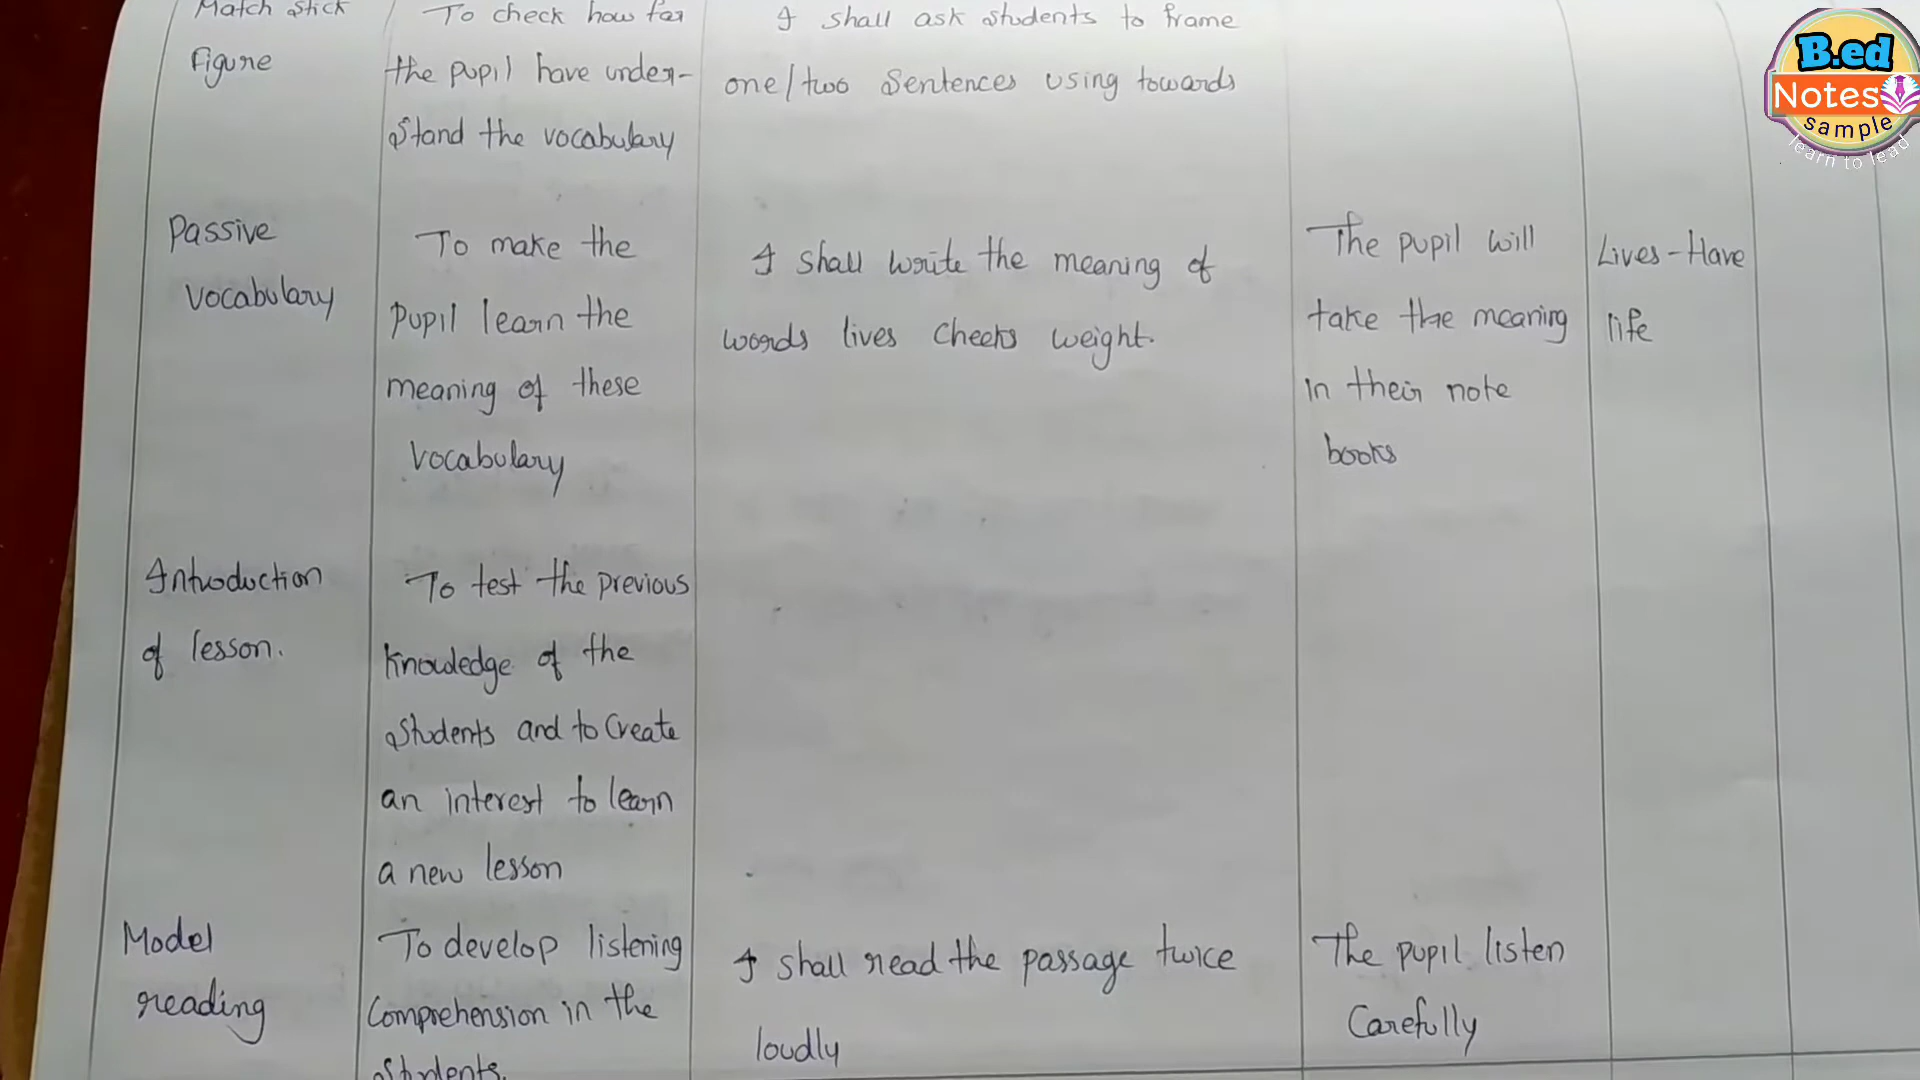 Match stick
figure
To check how far
the pupil have under-
stand the vocabulary
I shall ask students to frame
one/two sentences using towards
Passive
vocabulary
To make the
pupil learn the
meaning of these
vocabulary
I shall write the meaning of
words lives cheeks weight.
The pupil will
take the meaning
in their note
books
Lives-Have
life
Introduction
of lesson.
To test the previous
knowledge of the
students and to create
an interest to learn
a new lesson
Model
reading
To develop listening
comprehension in the
students.
I shall read the passage twice
loudly
The pupil listen
carefully
B.ed
Notes
sample
learn to lead